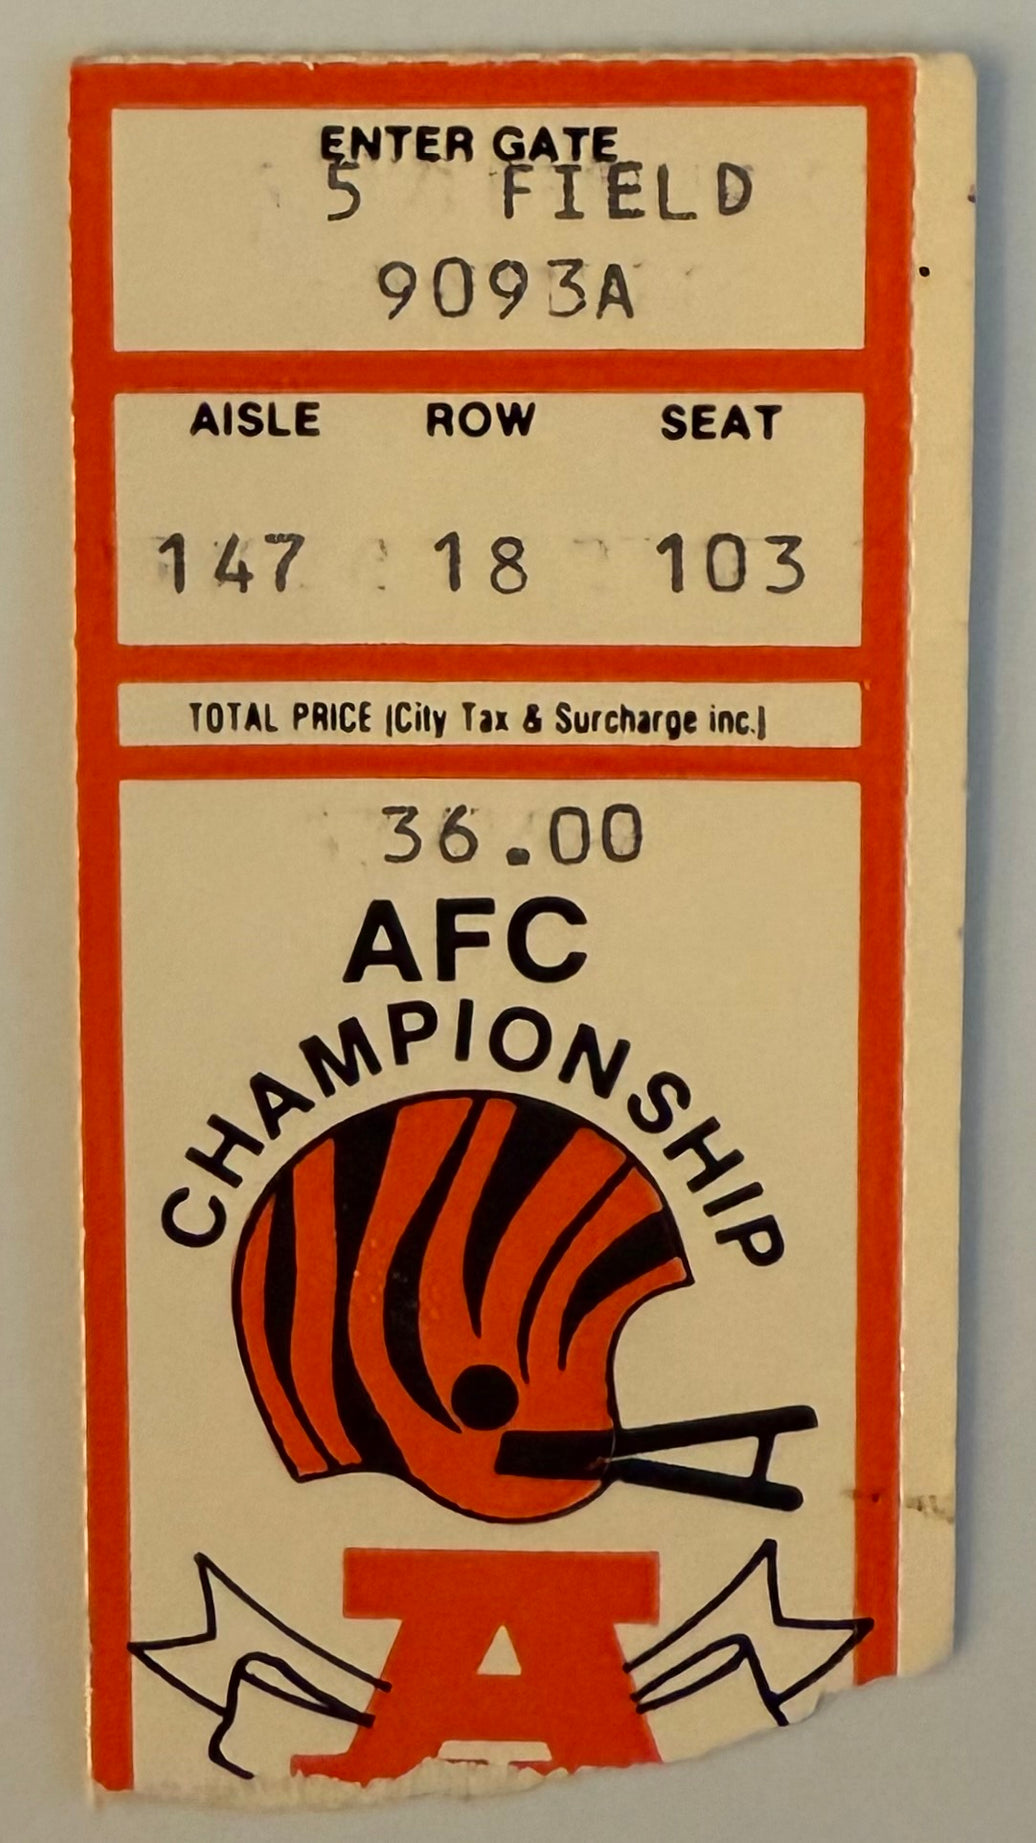 ENTER GATE
5 FIELD
9093A
AISLE ROW SEAT
147 18 103
TOTAL PRICE (City Tax & Surcharge inc.)
36.00
AFC
CHAMPIONSHIP
A